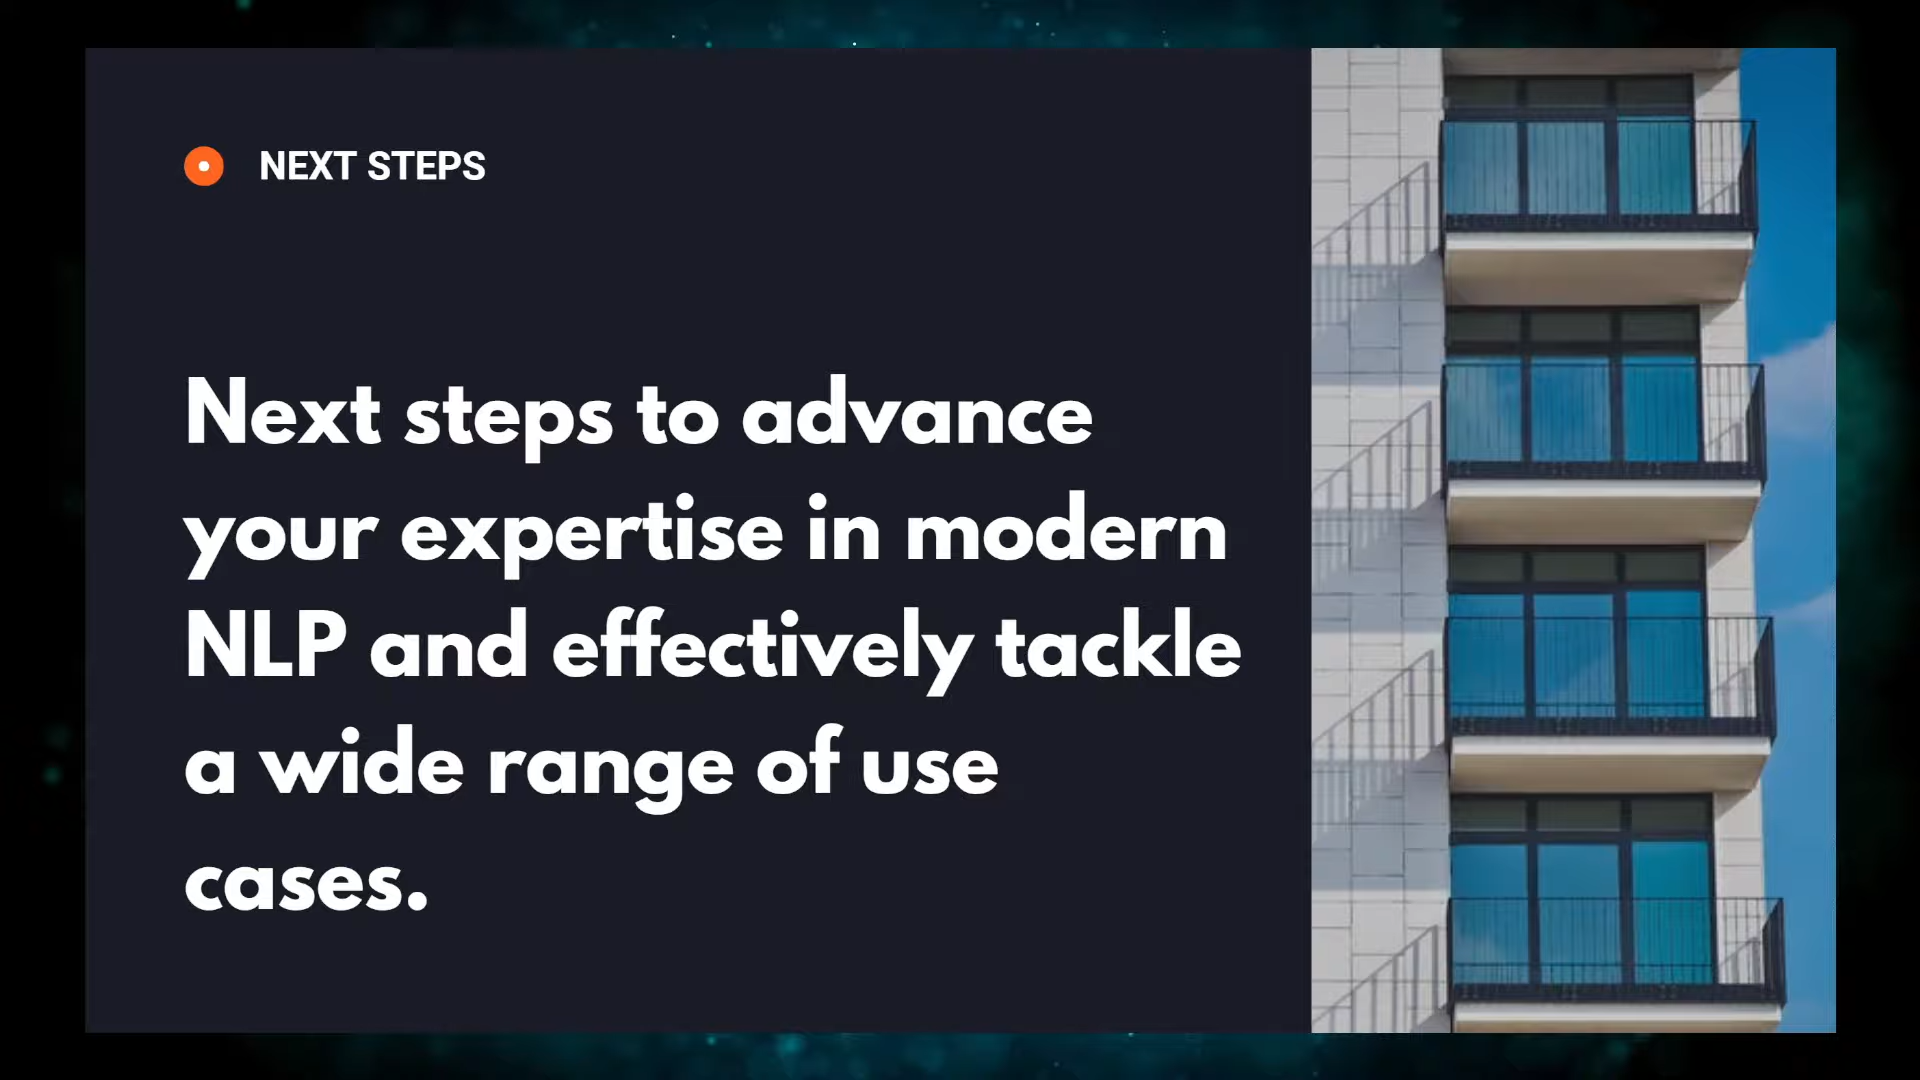 NEXT STEPS
Next steps to advance
your expertise in modern
NLP and effectively tackle
a wide range of use
cases.